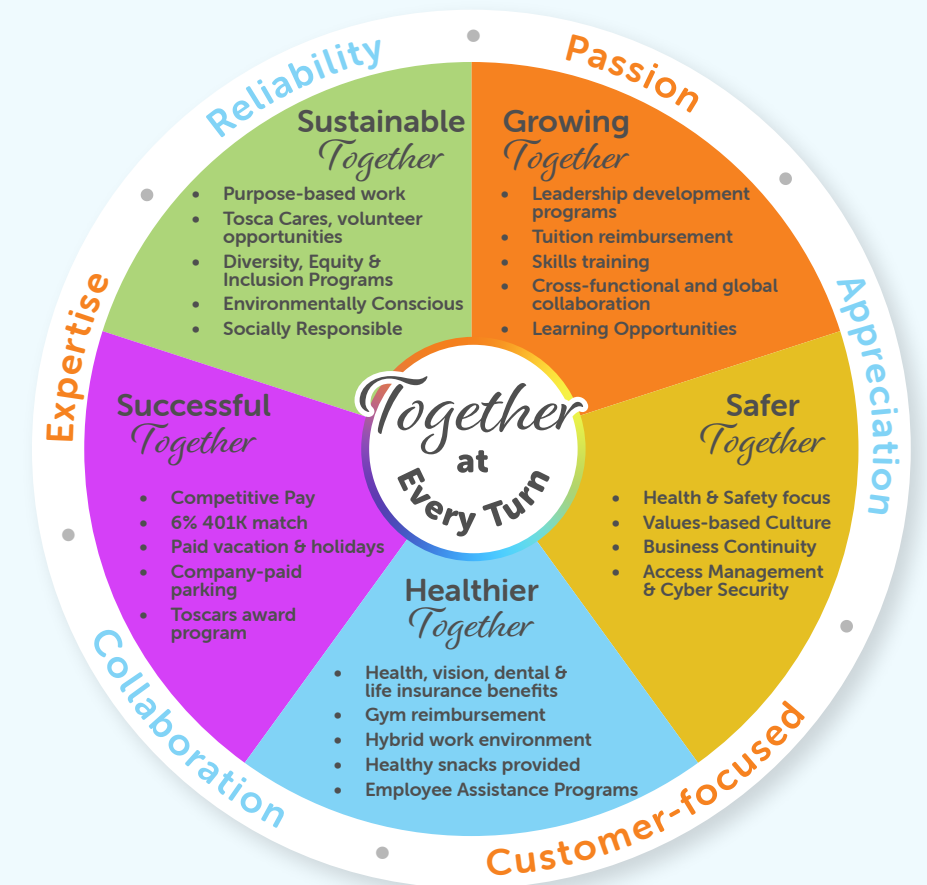 Reliability
Passion
Appreciation
Customer-focused
Collaboration
Expertise
Sustainable
Together
• Purpose-based work
• Tosca Cares, volunteer
opportunities
• Diversity, Equity &
Inclusion Programs
• Environmentally Conscious
• Socially Responsible
Growing
Together
• Leadership development
programs
• Tuition reimbursement
• Skills training
• Cross-functional and global
collaboration
• Learning Opportunities
Successful
Together
• Competitive Pay
• 6% 401K match
• Paid vacation & holidays
• Company-paid
parking
• Toscars award
program
Together
at
Every Turn
Safer
Together
• Health & Safety focus
• Values-based Culture
• Business Continuity
• Access Management
& Cyber Security
Healthier
Together
• Health, vision, dental &
life insurance benefits
• Gym reimbursement
• Hybrid work environment
• Healthy snacks provided
• Employee Assistance Programs